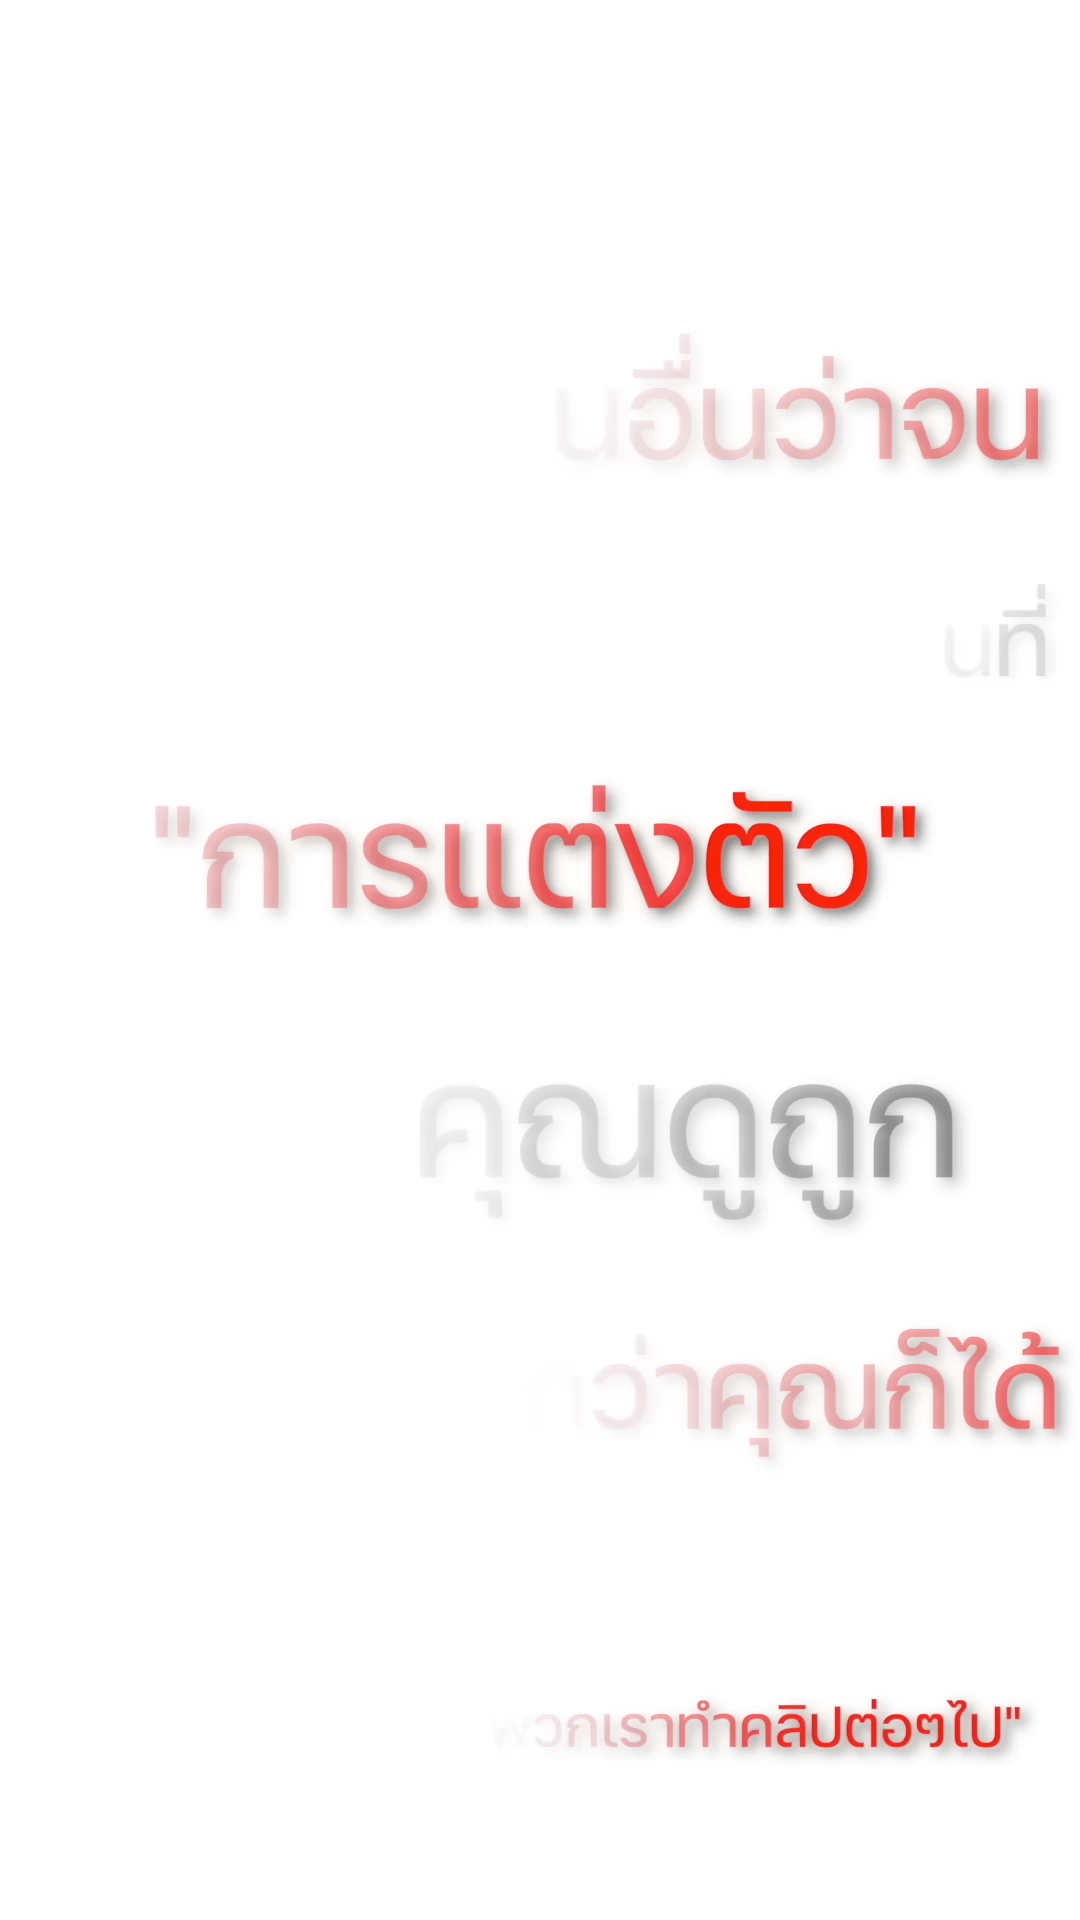 นอื่นว่าจน
นที่
"การแต่งตัว"
คุณดูถูก
กว่าคุณก็ได้
พวกเราทำคลิปต่อๆไป"